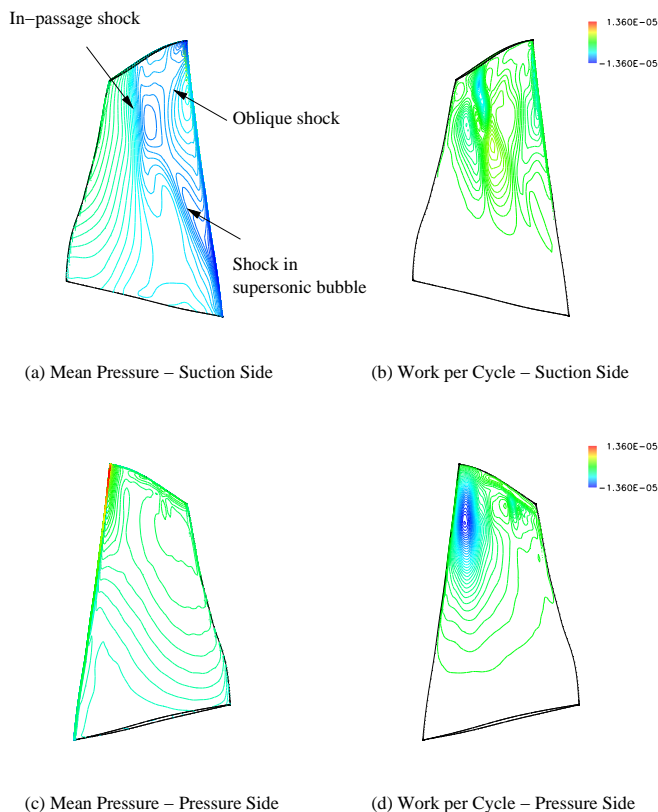 In−passage shock
1.360E−05
−1.360E−05
Oblique shock
Shock in
supersonic bubble
(a) Mean Pressure − Suction Side
(b) Work per Cycle − Suction Side
1.360E−05
−1.360E−05
(c) Mean Pressure − Pressure Side
(d) Work per Cycle − Pressure Side